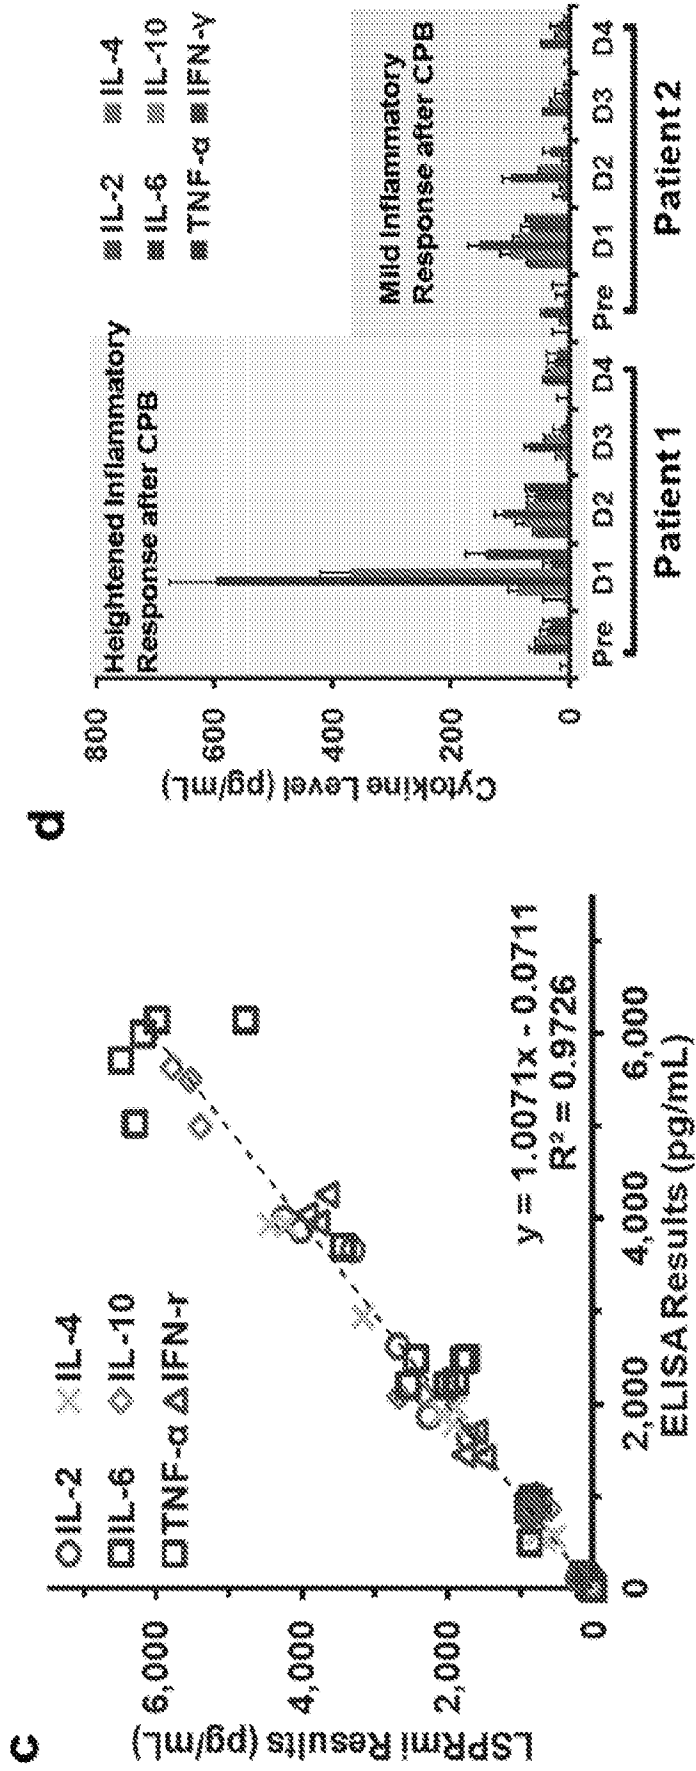 c
LSPRmi Results (pg/mL)
6,000
4,000
2,000
0
OIL-2 ×IL-4
□IL-6 ◇IL-10
□TNF-α △IFN-r
y = 1.0071x - 0.0711
R² = 0.9726
0
2,000
4,000
6,000
ELISA Results (pg/mL)
d
Cytokine Level (pg/mL)
800
600
400
200
0
Heightened Inflammatory
Response after CPB
Mild Inflammatory
Response after CPB
■IL-2 ■IL-4
■IL-6 ■IL-10
■TNF-α ■IFN-γ
Pre D1 D2 D3 D4 Pre D1 D2 D3 D4
Patient 1 Patient 2